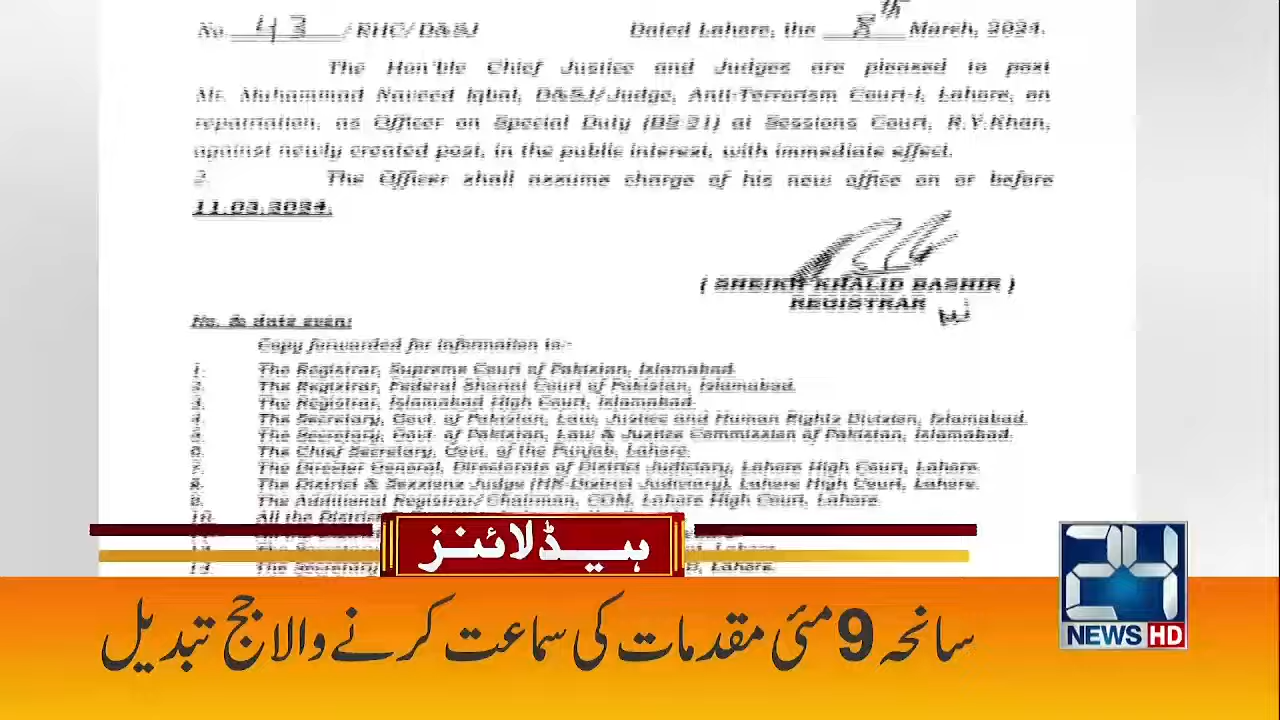 No. 43 /RHC/D&SJ Dated Lahore, the 8th March, 2024.
The Hon'ble Chief Justice and Judges are pleased to post
Mr. Muhammad Naveed Iqbal, D&SJ/Judge, Anti-Terrorism Court-I, Lahore, on
repatriation, as Officer on Special Duty (BS-21) at Sessions Court, R.Y.Khan,
against newly created post, in the public interest, with immediate effect.
2. The Officer shall assume charge of his new office on or before
11.03.2024.
( SHEIKH KHALID BASHIR )
REGISTRAR
No. & date even:
Copy forwarded for information to:-
1. The Registrar, Supreme Court of Pakistan, Islamabad.
2. The Registrar, Federal Shariat Court of Pakistan, Islamabad.
3. The Registrar, Islamabad High Court, Islamabad.
4. The Secretary, Govt. of Pakistan, Law, Justice and Human Rights Division, Islamabad.
5. The Secretary, Govt. of Pakistan, Law & Justice Commission of Pakistan, Islamabad.
6. The Chief Secretary, Govt. of the Punjab, Lahore.
7. The Director General, Directorate of District Judiciary, Lahore High Court, Lahore.
8. The District & Sessions Judge (HR-District Judiciary), Lahore High Court, Lahore.
9. The Additional Registrar/Chairman, COM, Lahore High Court, Lahore.
10. All the District
The Secretary Lahore.
13. The Secretary Lahore.
ہیڈلائنز
سانحہ 9 مئی مقدمات کی سماعت کرنے والا جج تبدیل
24
NEWS HD